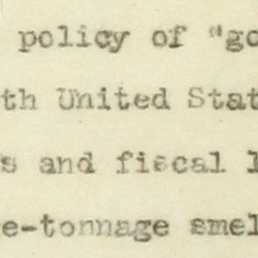 policy of "go
th United Stat
s and fiscal l
e-tonnage smel